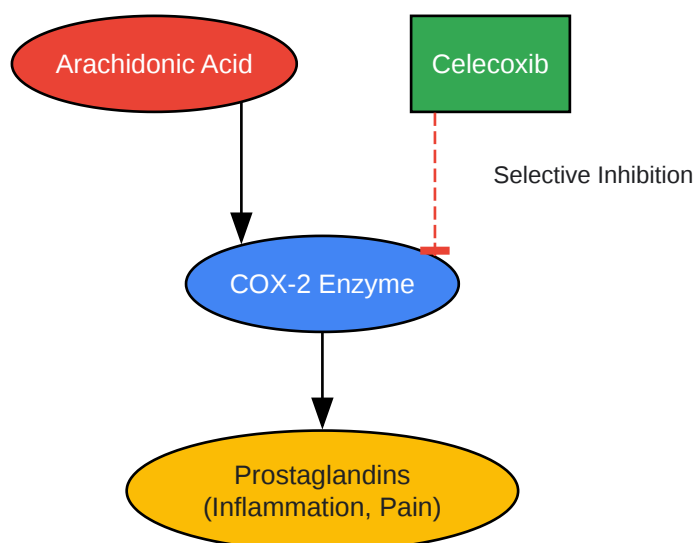 Arachidonic Acid
Celecoxib
Selective Inhibition
COX-2 Enzyme
Prostaglandins
(Inflammation, Pain)